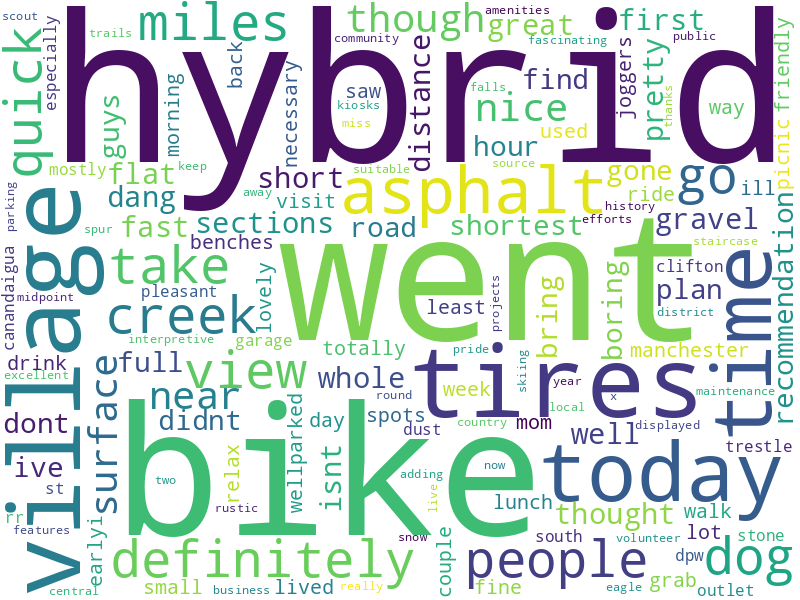 hybrid
went
bike
village
tires
time
today
asphalt
people
definitely
miles
creek
view
take
quick
go
dog
though
great
first
scout
especially
trails
amenities
community
fascinating
public
friendly
back
morning
guys
saw
kiosks
miss
necessary
distance
falls
find
nice
used
thanks
joggers
pretty
way
picnic
mostly
flat
keep
short
suitable
hour
source
gone
ride
ill
parking
spur
dang
away
visit
fast
sections
road
shortest
efforts
history
gravel
staircase
recommendation
canandaigua
benches
lovely
midpoint
pleasant
least
projects
clifton
plan
district
interpretive
garage
totally
bring
boring
manchester
drink
excellent
full
whole
pride
skiing
year
maintenance
surface
near
round
week
local
x
displayed
dont
didnt
day
spots
mom
well
country
trestle
ive
wellparked
dust
isnt
st
relax
two
adding
now
rr
features
earlyi
rustic
live
lunch
thought
walk
lot
stone
snow
couple
south
volunteer
dpw
central
small
business
lived
really
fine
eagle
grab
outlet